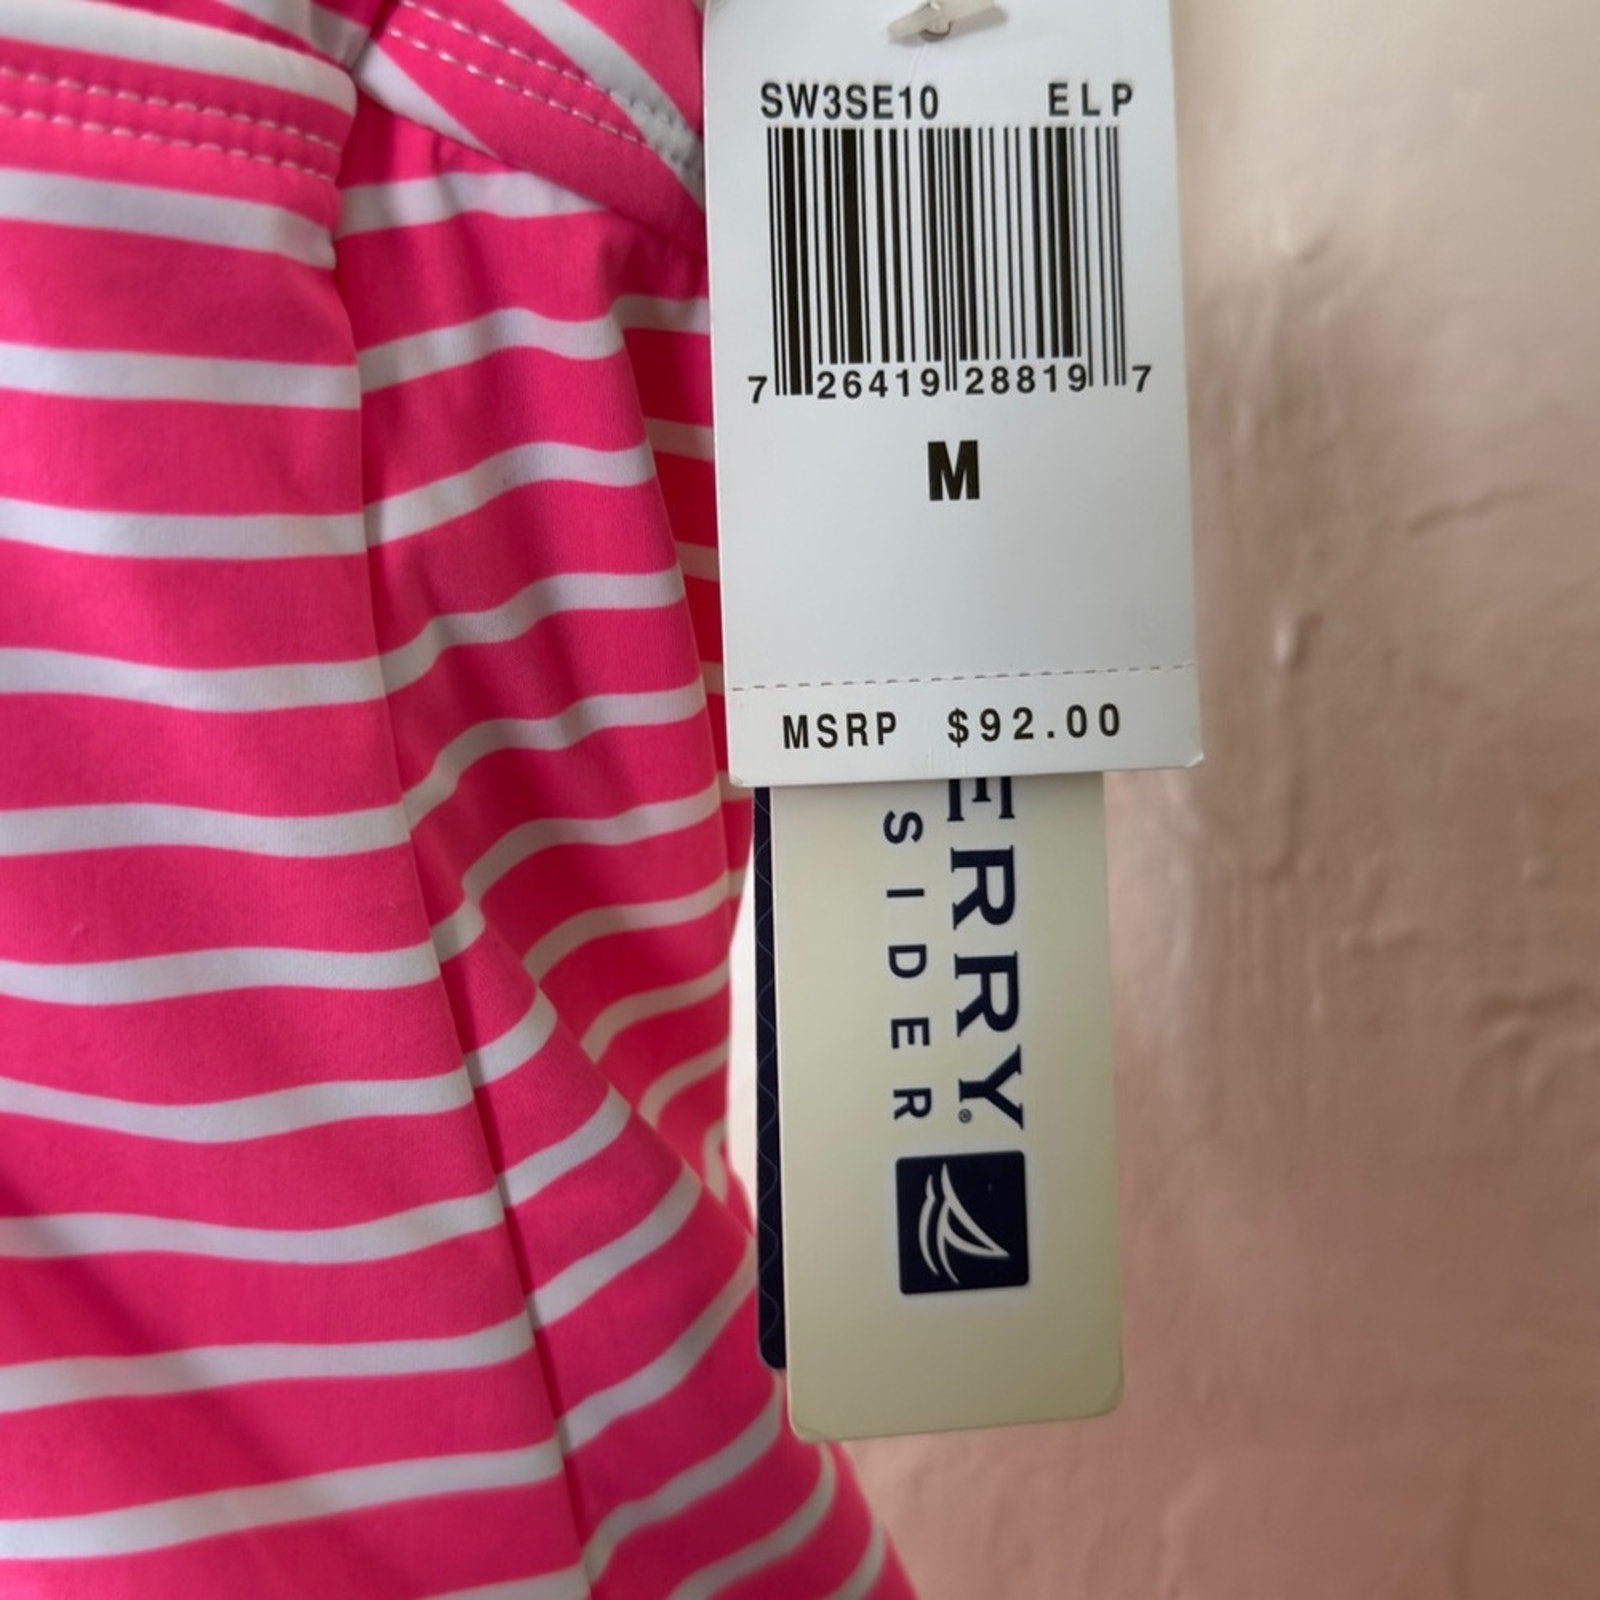 SW3SE10 ELP
7 26419 28819 7
M
MSRP $92.00
ERRY®
SIDER